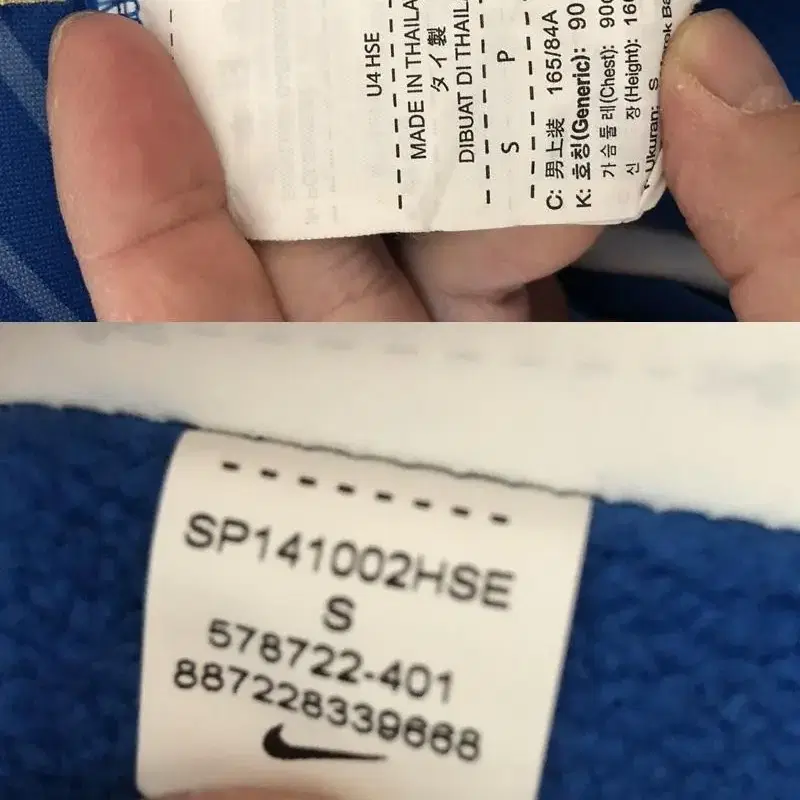 U4 HSE
MADE IN THAILA
タイ製
DIBUAT DI THAIL
S P
C: 男上装 165/84A
K: 호칭(Generic): 90
가슴둘레(Chest): 90
신 장(Height): 16
Ukuran: S
SP141002HSE
S
578722-401
887228339668